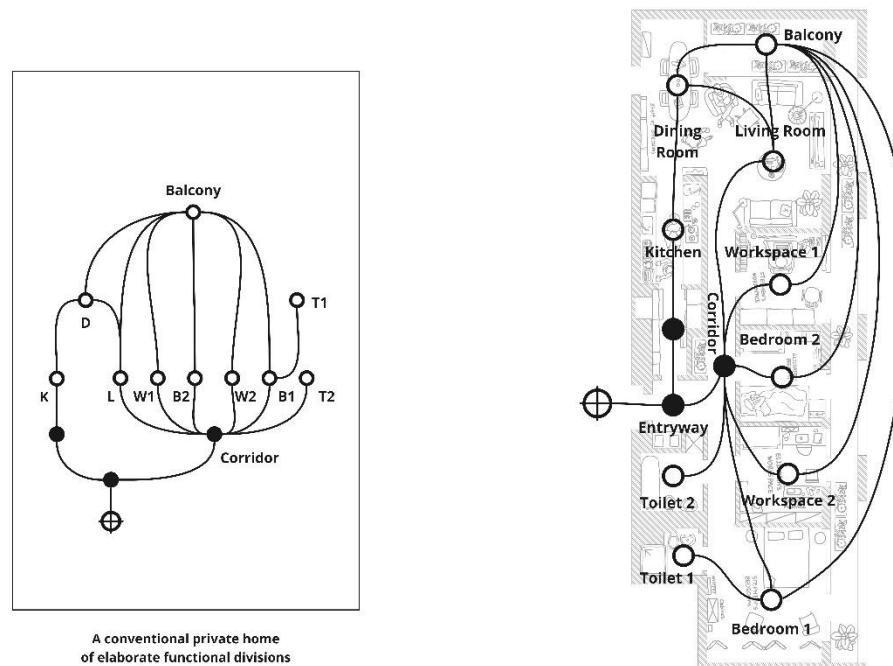 Balcony
D
T1
K
L
W1
B2
W2
B1
T2
Corridor
A conventional private home
of elaborate functional divisions
Balcony
Dining
Room
Living Room
Kitchen
Workspace 1
Corridor
Bedroom 2
Entryway
Toilet 2
Workspace 2
Toilet 1
Bedroom 1